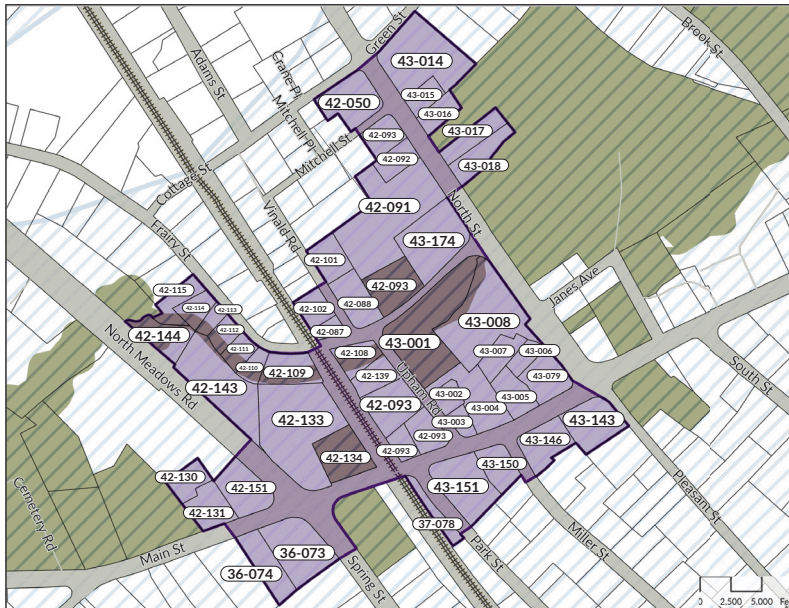 Green St
Brook St
43-014
Adams St
Crane Pl
43-015
42-050
43-016
Mitchell Pl
42-093
43-017
Mitchell St
42-092
43-018
Cottage St
42-091
North St
Vinald Rd
Frairy St
43-174
42-101
Janes Ave
42-115
42-093
42-114
42-113
42-102
42-088
43-008
42-144
42-112
42-087
43-001
North Meadows Rd
42-111
42-108
43-007
43-006
42-110
42-109
42-139
43-079
South St
42-143
Upham Rd
43-002
43-005
42-093
43-004
42-133
43-003
43-143
42-093
43-146
42-093
42-134
43-150
42-130
42-151
43-151
Pleasant St
Cemetery Rd
42-131
37-078
Miller St
Main St
36-073
Park St
36-074
Spring St
0 2,500 5,000 Fe